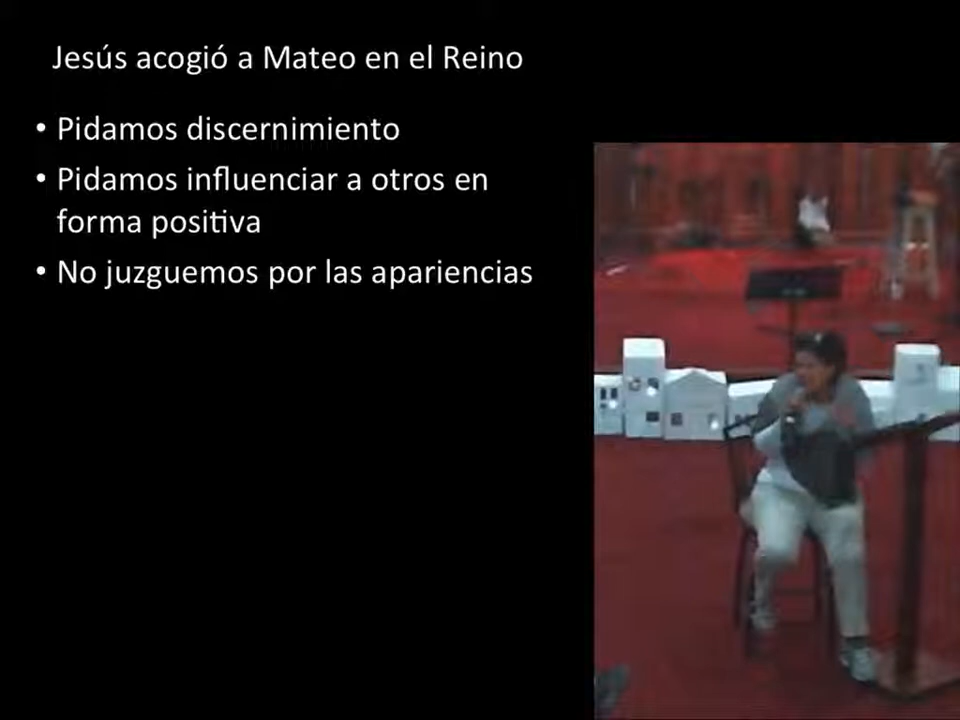 Jesús acogió a Mateo en el Reino
• Pidamos discernimiento
• Pidamos influenciar a otros en
forma positiva
• No juzguemos por las apariencias